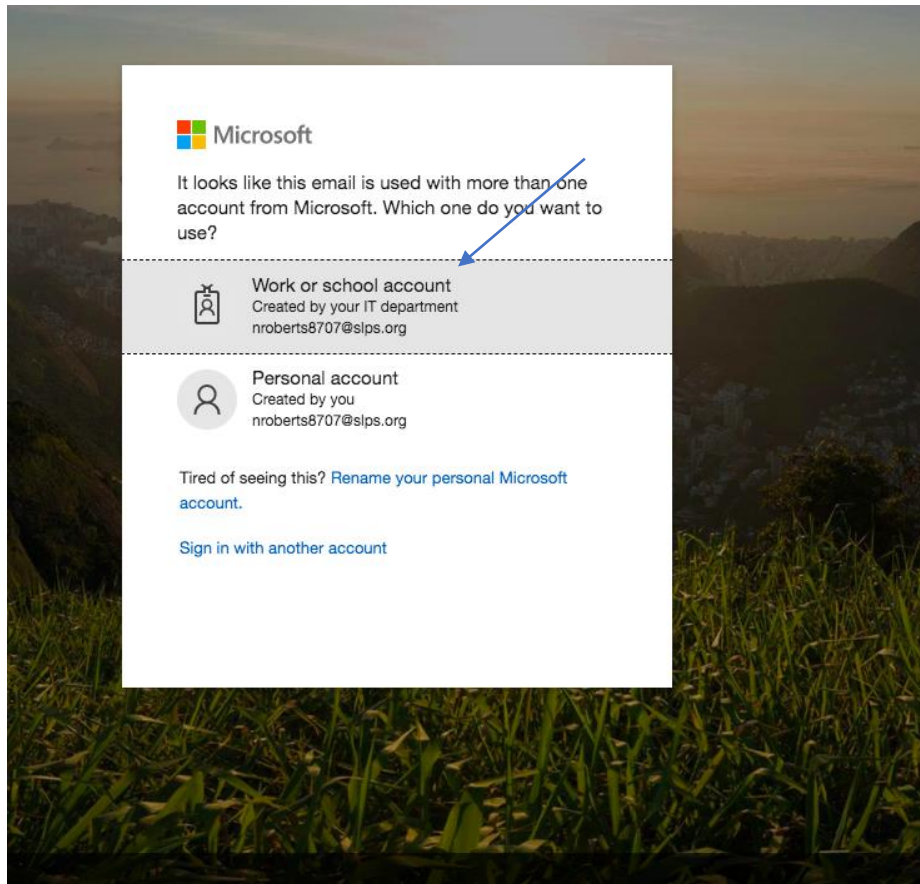 Microsoft
It looks like this email is used with more than one
account from Microsoft. Which one do you want to
use?
Work or school account
Created by your IT department
nroberts8707@slps.org
Personal account
Created by you
nroberts8707@slps.org
Tired of seeing this? Rename your personal Microsoft
account.
Sign in with another account